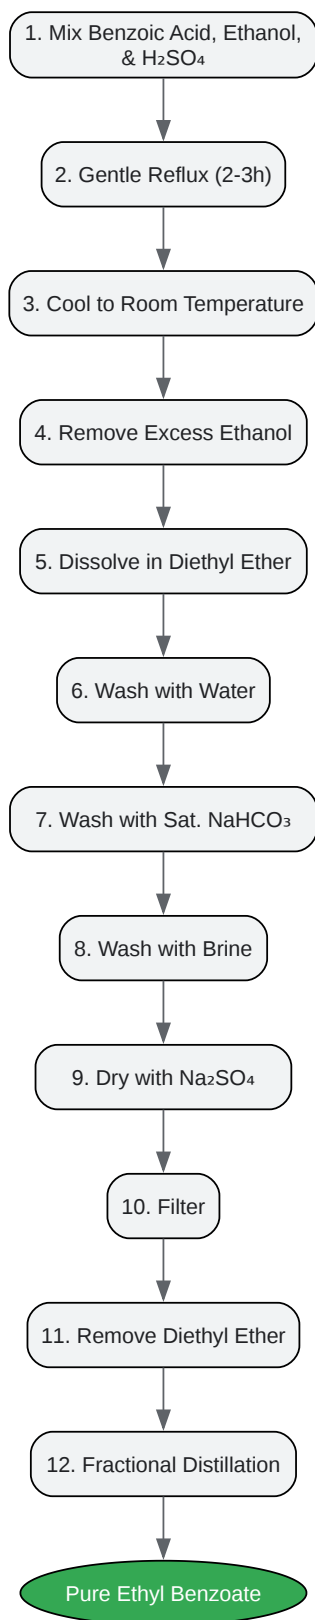 1. Mix Benzoic Acid, Ethanol,
& H₂SO₄
2. Gentle Reflux (2-3h)
3. Cool to Room Temperature
4. Remove Excess Ethanol
5. Dissolve in Diethyl Ether
6. Wash with Water
7. Wash with Sat. NaHCO₃
8. Wash with Brine
9. Dry with Na₂SO₄
10. Filter
11. Remove Diethyl Ether
12. Fractional Distillation
Pure Ethyl Benzoate